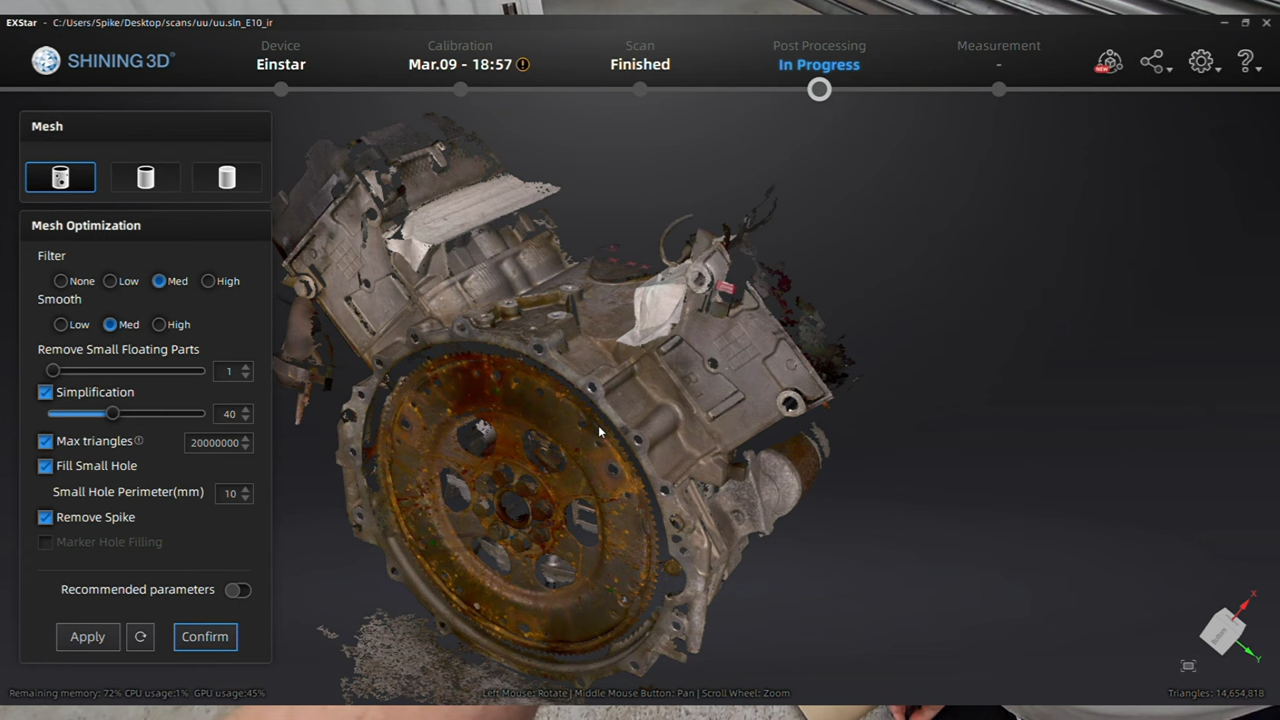 EXStar - C:/Users/Spike/Desktop/scans/uu/uu.sln_E10_ir
SHINING 3D®
Device
Einstar
Calibration
Mar.09 - 18:57
Scan
Finished
Post Processing
In Progress
Measurement
-
NEW
Mesh
Mesh Optimization
Filter
None Low Med High
Smooth
Low Med High
Remove Small Floating Parts
1
Simplification
40
Max triangles 20000000
Fill Small Hole
Small Hole Perimeter(mm) 10
Remove Spike
Marker Hole Filling
Recommended parameters
Apply Confirm
Bottom
X
Y
Remaining memory: 72% CPU usage:1% GPU usage:45%
Left Mouse: Rotate | Middle Mouse Button: Pan | Scroll Wheel: Zoom
Triangles: 14,654,818